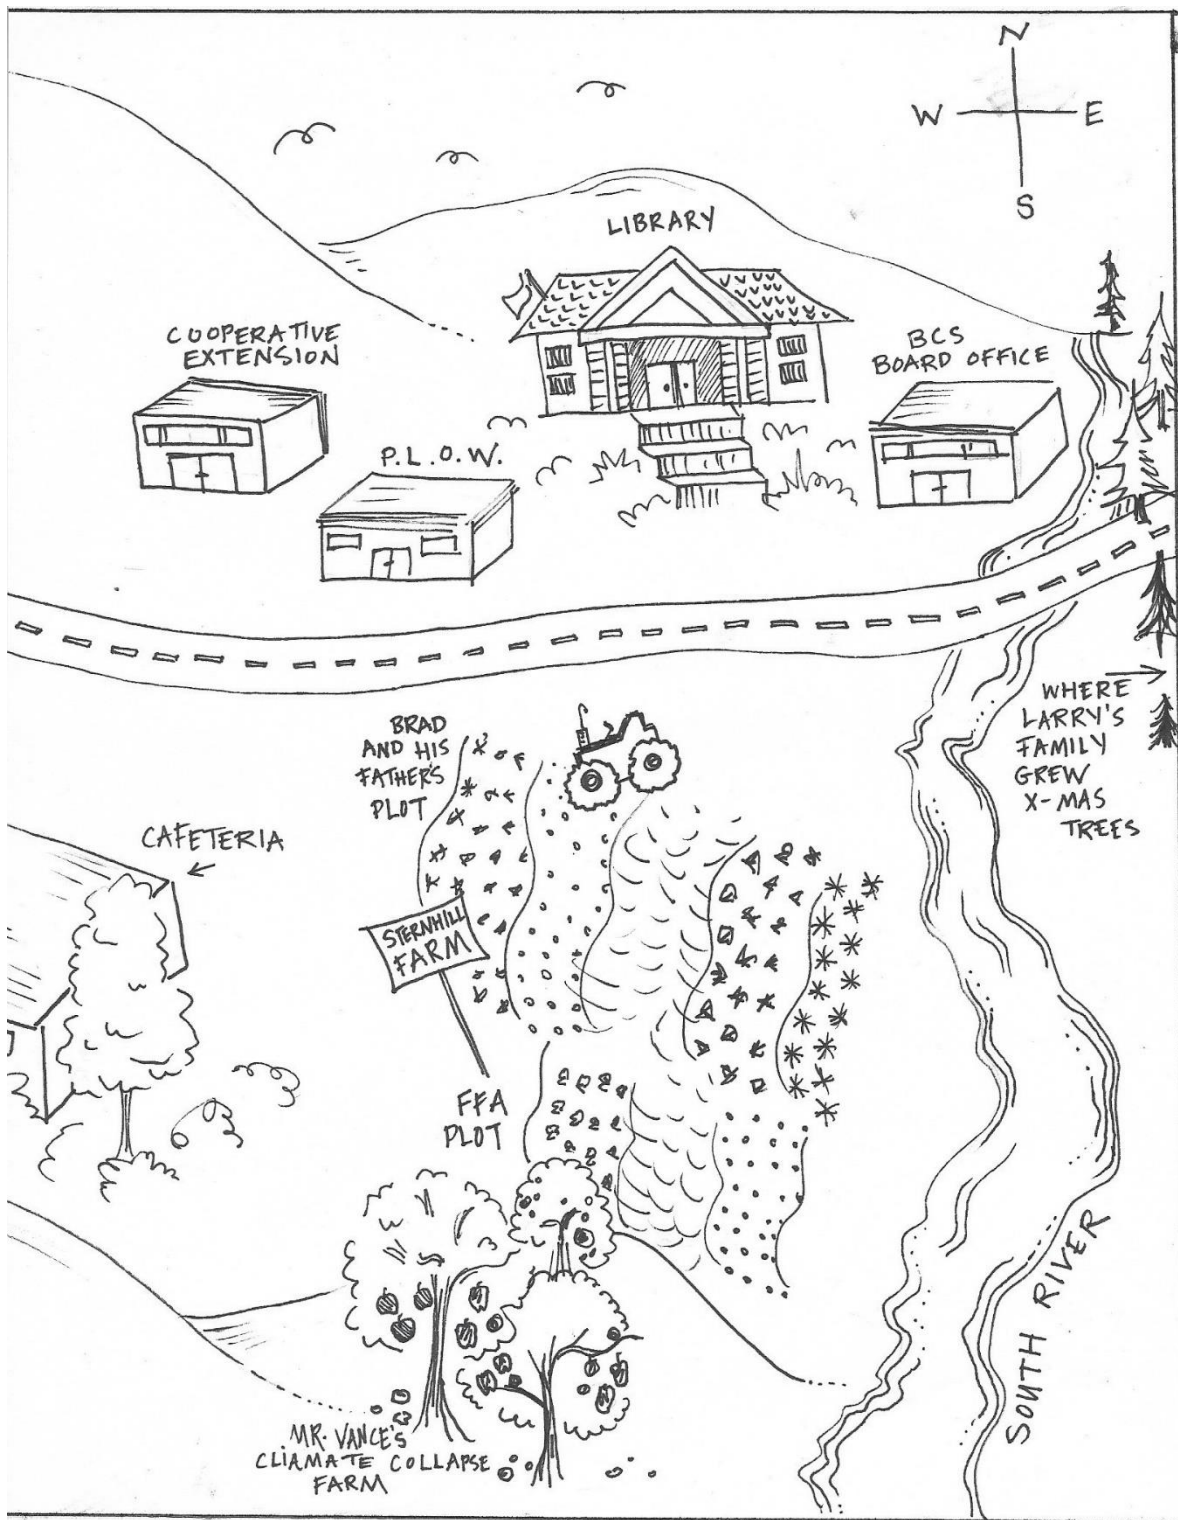 N
W E
S
LIBRARY
COOPERATIVE
EXTENSION
BCS
BOARD OFFICE
P.L.O.W.
WHERE
LARRY'S
FAMILY
GREW
X-MAS
TREES
BRAD
AND HIS
FATHER'S
PLOT
CAFETERIA
STERNHILL
FARM
FFA
PLOT
SOUTH RIVER
MR. VANCE'S
CLIAMATE COLLAPSE
FARM